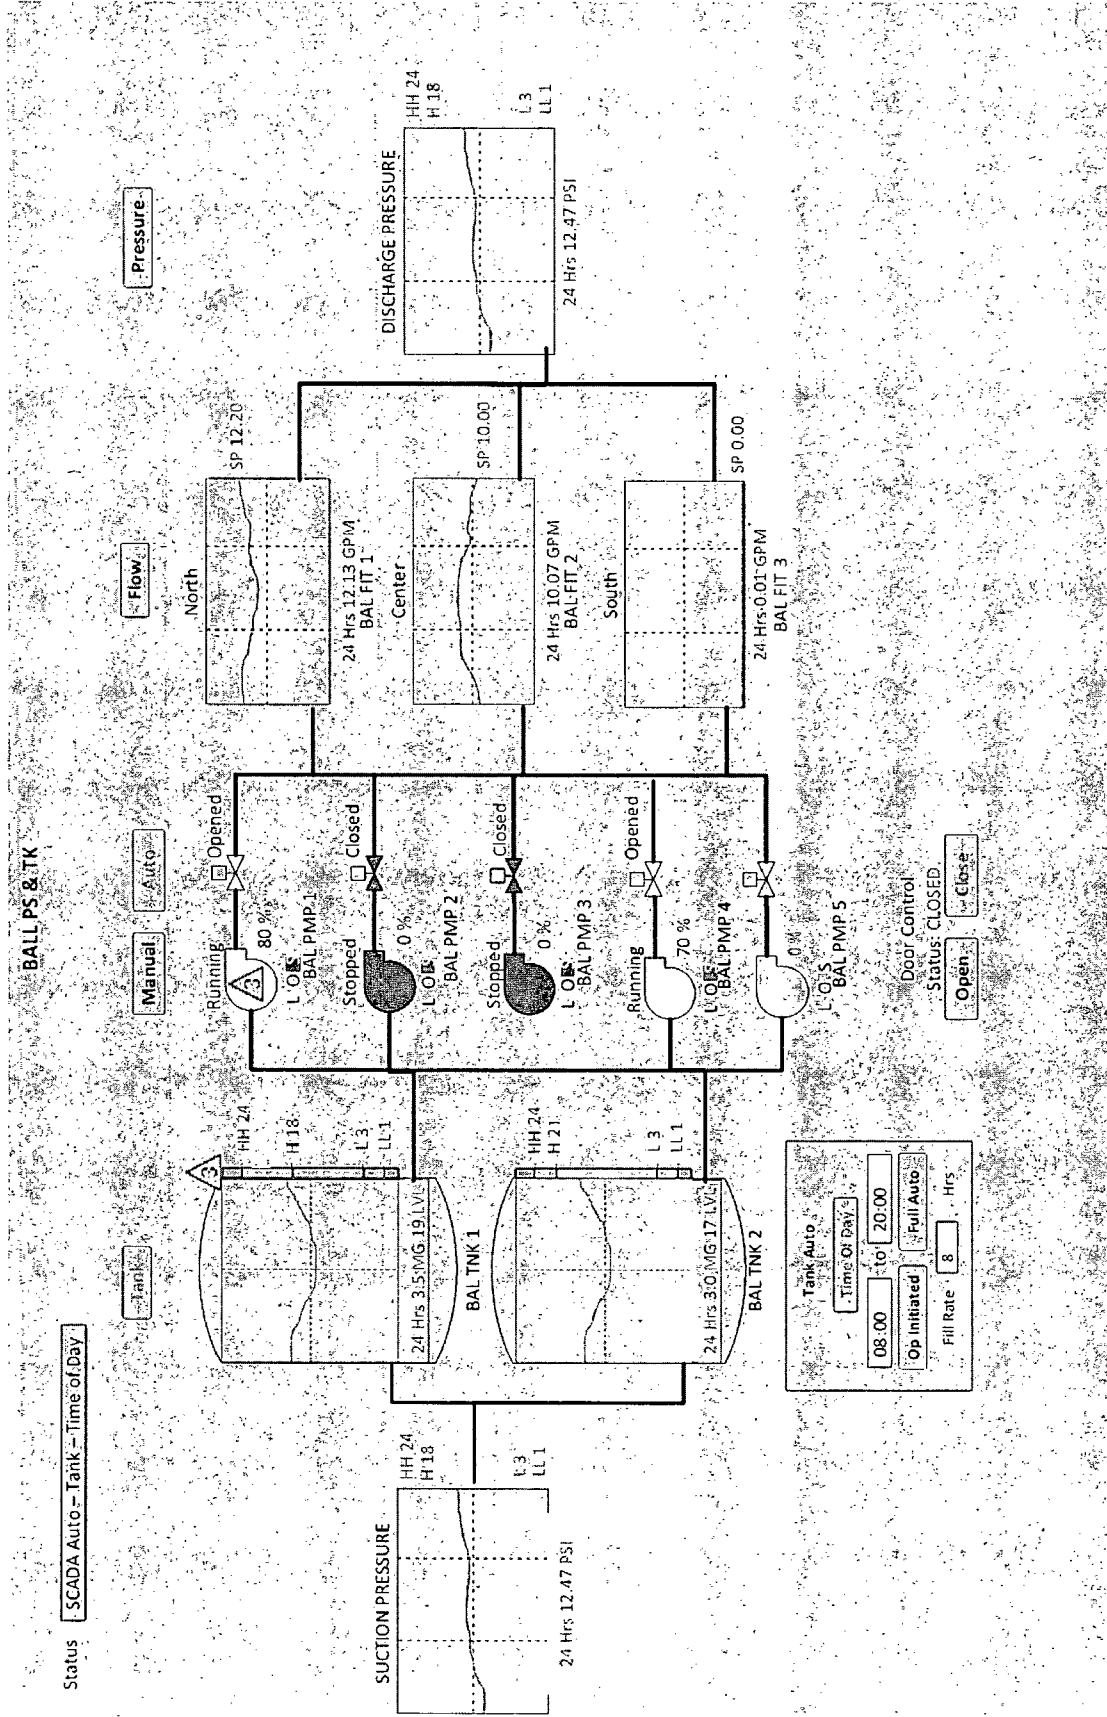 BALL PS & TK
Status
SCADA Auto – Tank – Time of Day
Tank
Manual
Auto
Flow
Pressure
SUCTION PRESSURE
HH 24
H 18
L 3
LL 1
24 Hrs 12.47 PSI
3
HH 24
H 18
L 3
LL 1
24 Hrs 3.5 MG 19 LVL
BAL TNK 1
HH 24
H 21
L 3
LL 1
24 Hrs 3.0 MG 17 LVL
BAL TNK 2
Tank Auto
Time Of Day
08:00 to 20:00
Op Initiated
Full Auto
Fill Rate 8 Hrs
Running
Opened
3
80 %
BAL PMP 1
Stopped
Closed
0 %
BAL PMP 2
Stopped
Closed
0 %
BAL PMP 3
Running
Opened
70 %
BAL PMP 4
0 %
L O S
BAL PMP 5
Door Control
Status: CLOSED
Open
Close
North
SP 12.20
24 Hrs 12.13 GPM
BAL FIT 1
Center
SP 10.00
24 Hrs 10.07 GPM
BAL FIT 2
South
SP 0.00
24 Hrs 0.01 GPM
BAL FIT 3
DISCHARGE PRESSURE
HH 24
H 18
L 3
LL 1
24 Hrs 12.47 PSI